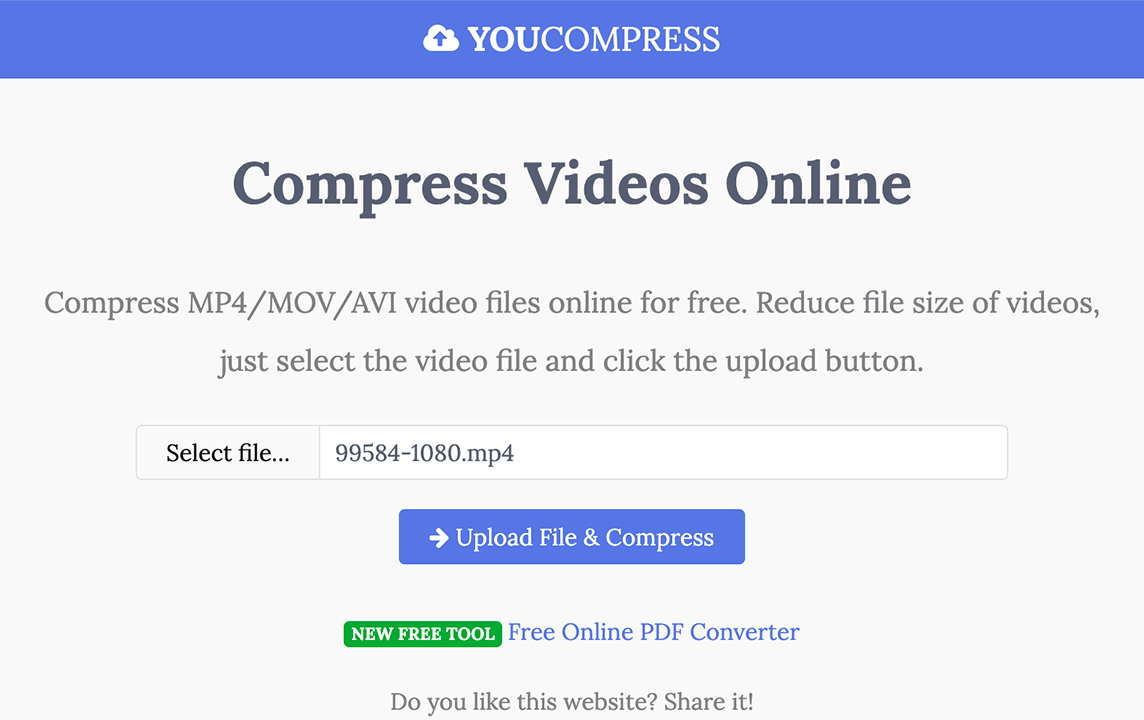 YOUCOMPRESS
Compress Videos Online
Compress MP4/MOV/AVI video files online for free. Reduce file size of videos,
just select the video file and click the upload button.
Select file... 99584-1080.mp4
Upload File & Compress
NEW FREE TOOL Free Online PDF Converter
Do you like this website? Share it!